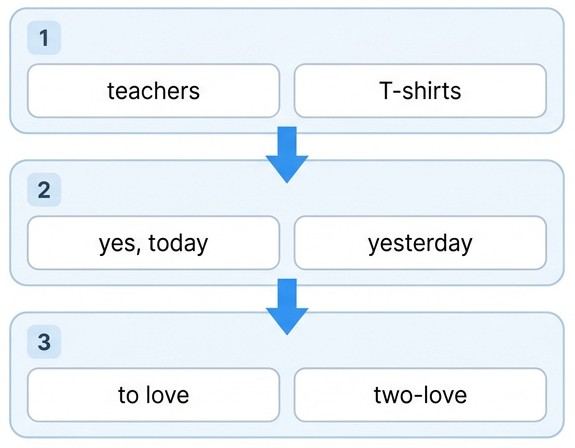 1
teachers T-shirts
2
yes, today yesterday
3
to love two-love